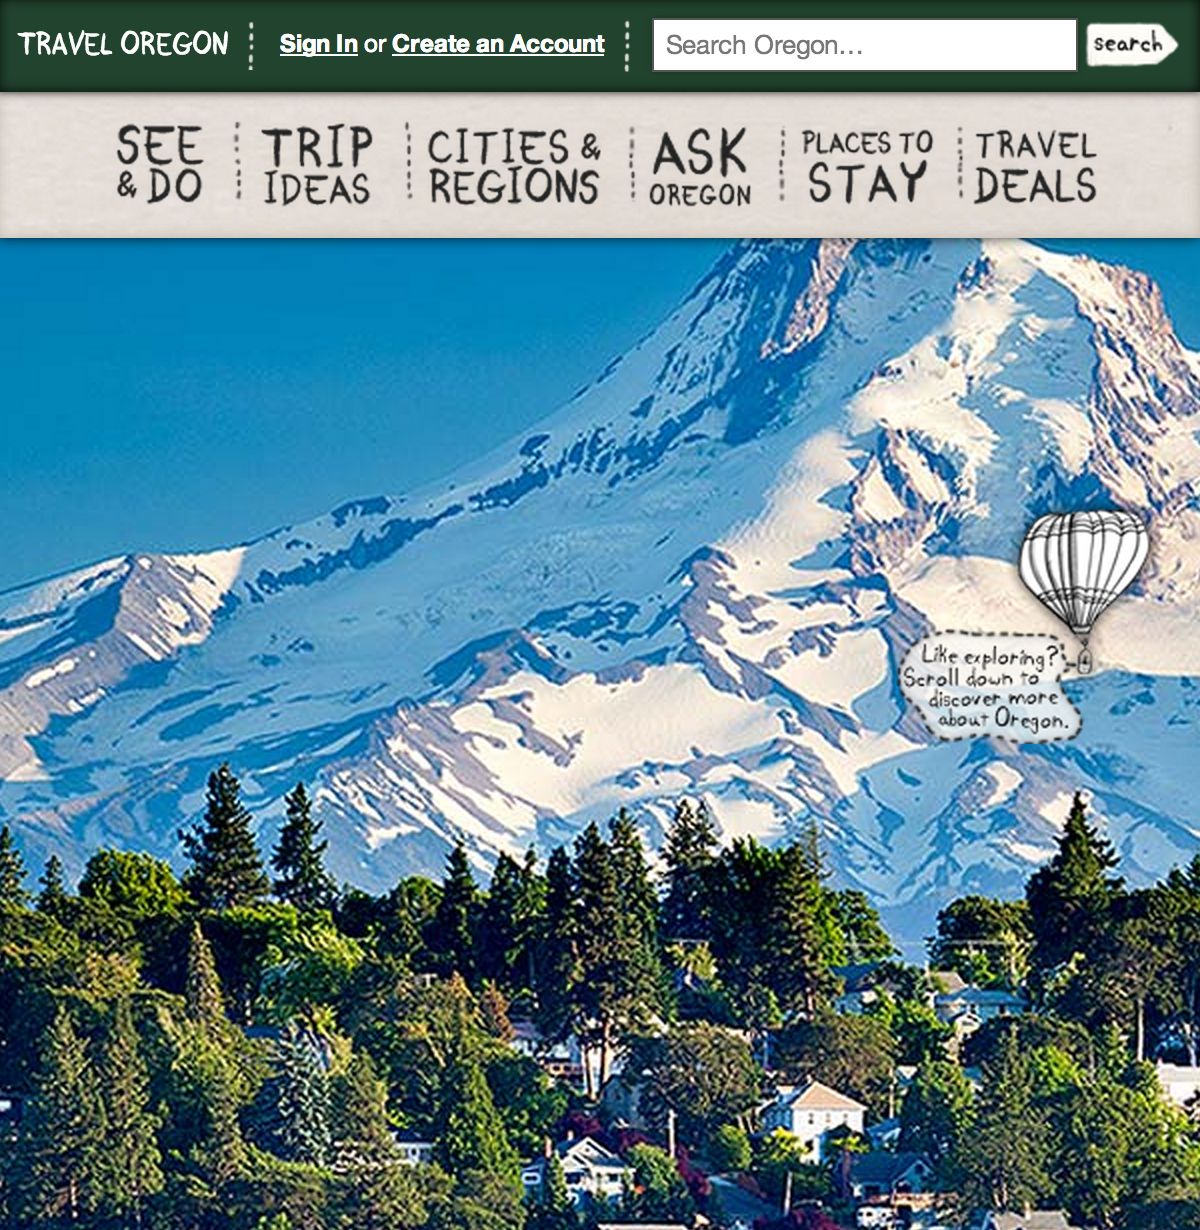 TRAVEL OREGON
Sign In or Create an Account
Search Oregon...
search
SEE
& DO
TRIP
IDEAS
CITIES &
REGIONS
ASK
OREGON
PLACES TO
STAY
TRAVEL
DEALS
Like exploring?
Scroll down to
discover more
about Oregon.